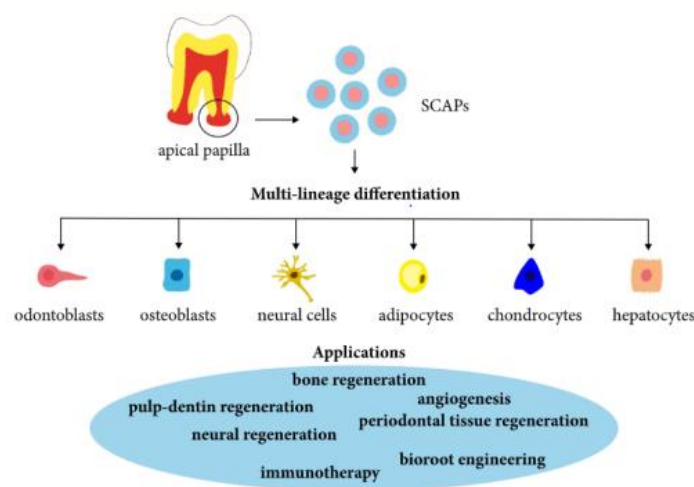 SCAPs
apical papilla
Multi-lineage differentiation
odontoblasts osteoblasts neural cells adipocytes chondrocytes hepatocytes
Applications
bone regeneration
angiogenesis
pulp-dentin regeneration
periodontal tissue regeneration
neural regeneration
bioroot engineering
immunotherapy